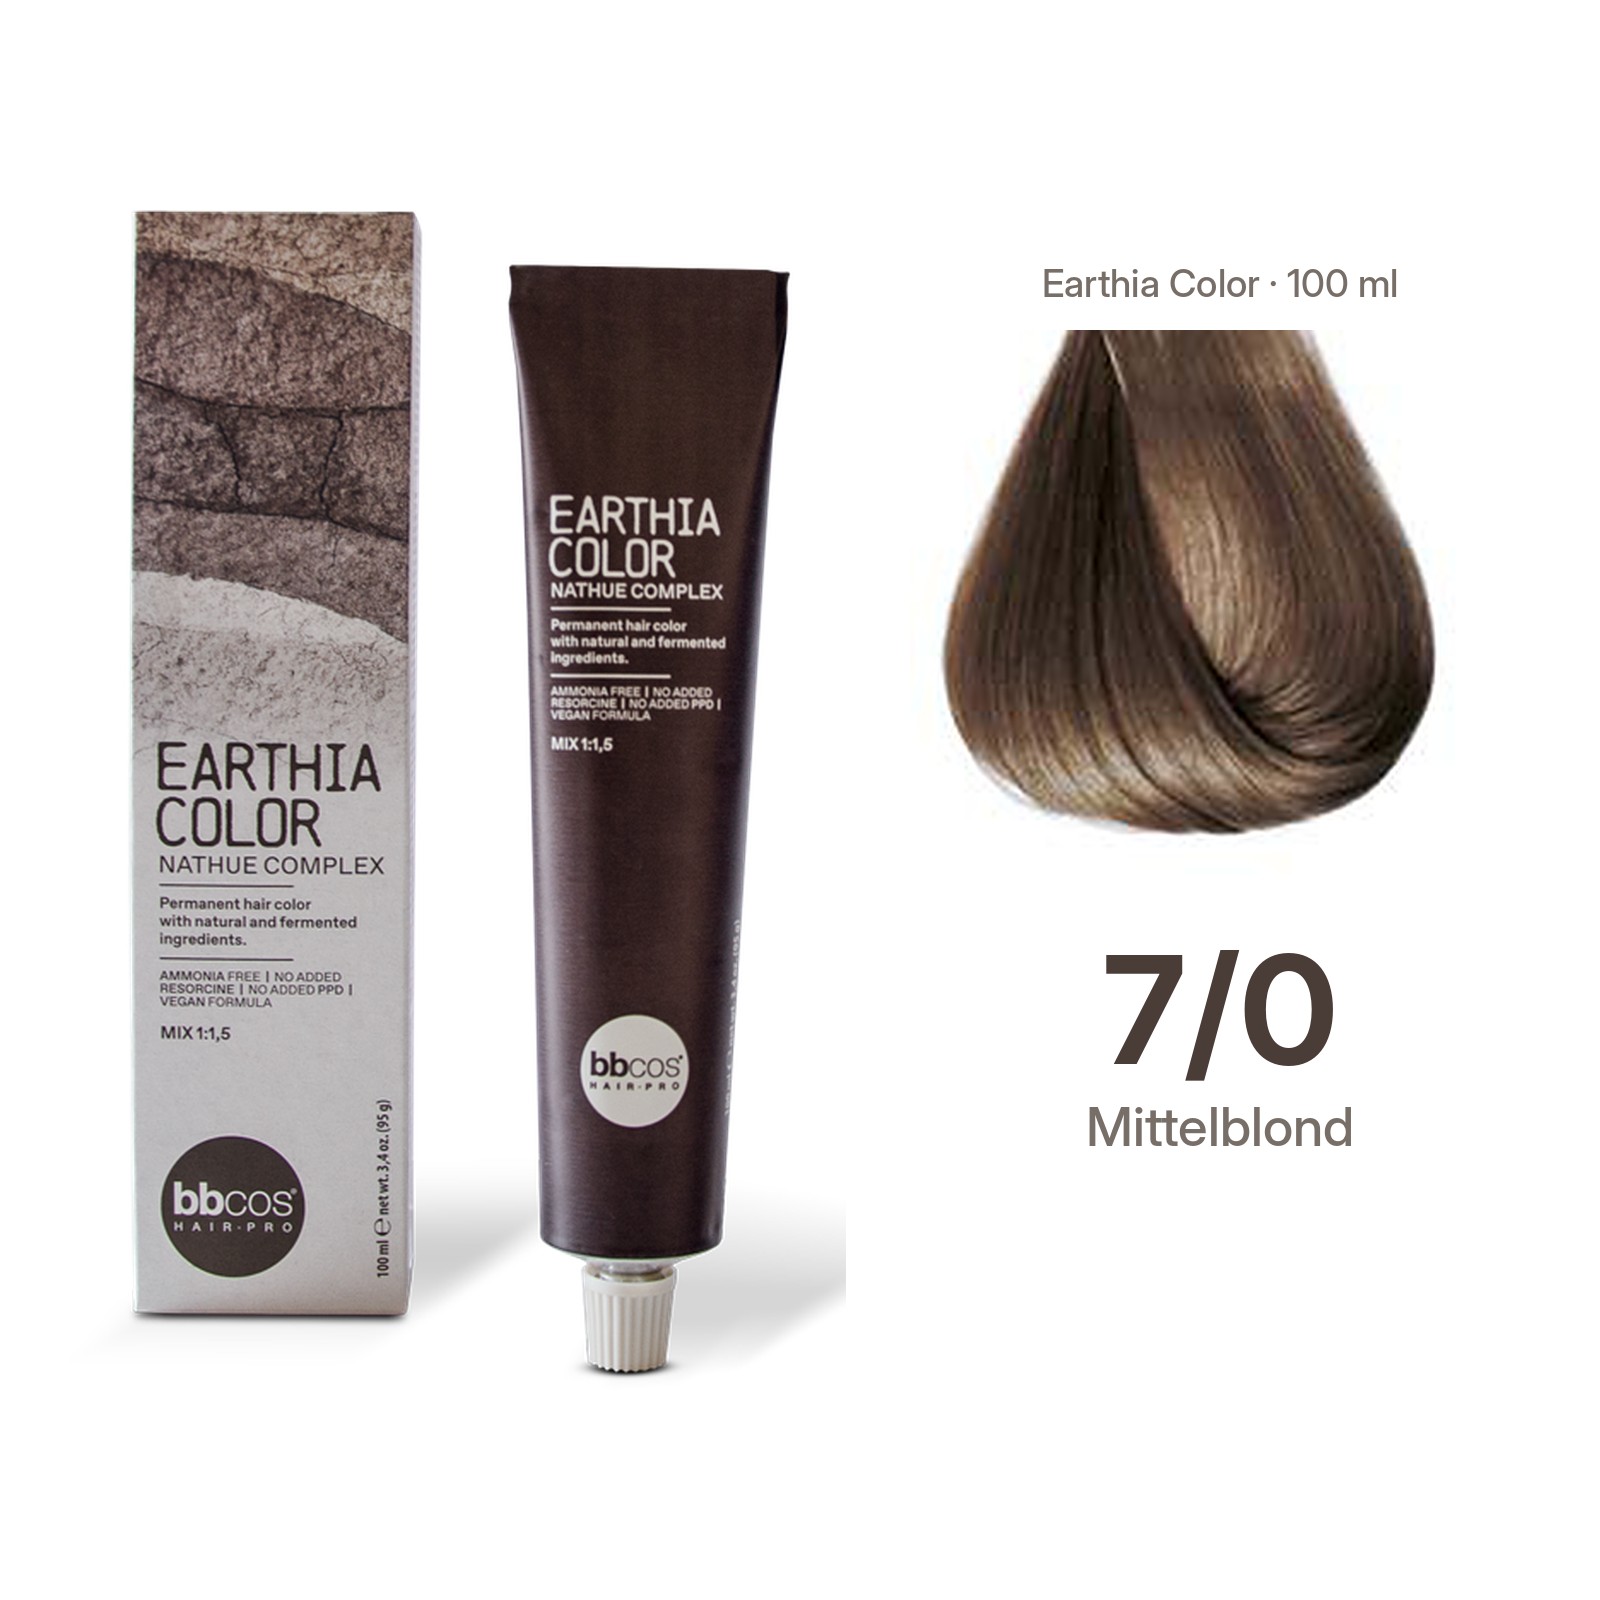 EARTHIA
COLOR
NATHUE COMPLEX
Permanent hair color
with natural and fermented
ingredients.
AMMONIA FREE | NO ADDED
RESORCINE | NO ADDED PPD |
VEGAN FORMULA
MIX 1:1,5
bbcos®
HAIR-PRO
100 ml ℮ net wt. 3,4 oz. (95 g)
EARTHIA
COLOR
NATHUE COMPLEX
Permanent hair color
with natural and fermented
ingredients.
AMMONIA FREE | NO ADDED
RESORCINE | NO ADDED PPD |
VEGAN FORMULA
MIX 1:1,5
bbcos®
HAIR-PRO
Earthia Color · 100 ml
7/0
Mittelblond